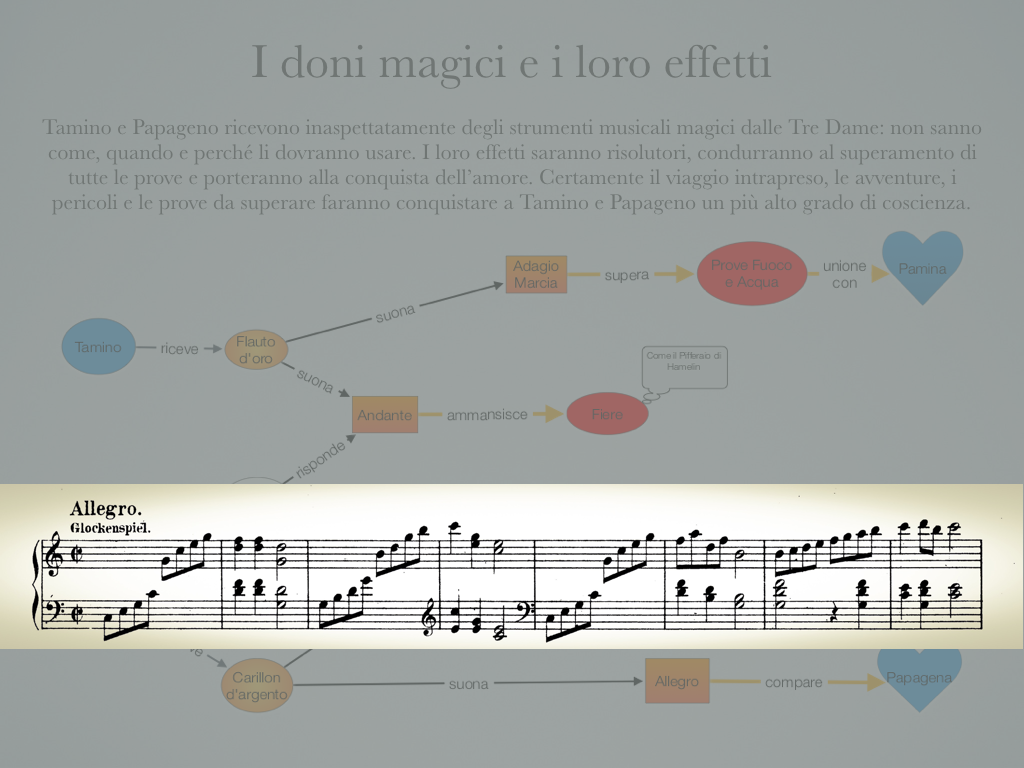 I doni magici e i loro effetti
Tamino e Papageno ricevono inaspettatamente degli strumenti musicali magici dalle Tre Dame: non sanno
come, quando e perché li dovranno usare. I loro effetti saranno risolutori, condurranno al superamento di
tutte le prove e porteranno alla conquista dell'amore. Certamente il viaggio intrapreso, le avventure, i
pericoli e le prove da superare faranno conquistare a Tamino e Papageno un più alto grado di coscienza.
Adagio
Marcia
supera
Prove Fuoco
e Acqua
unione
con
Pamina
suona
Tamino
riceve
Flauto
d'oro
suona
Come il Pifferaio di
Hamelin
Andante
ammansisce
Fiere
risponde
Allegro.
Glockenspiel.
Carillon
d'argento
suona
Allegro
compare
Papagena